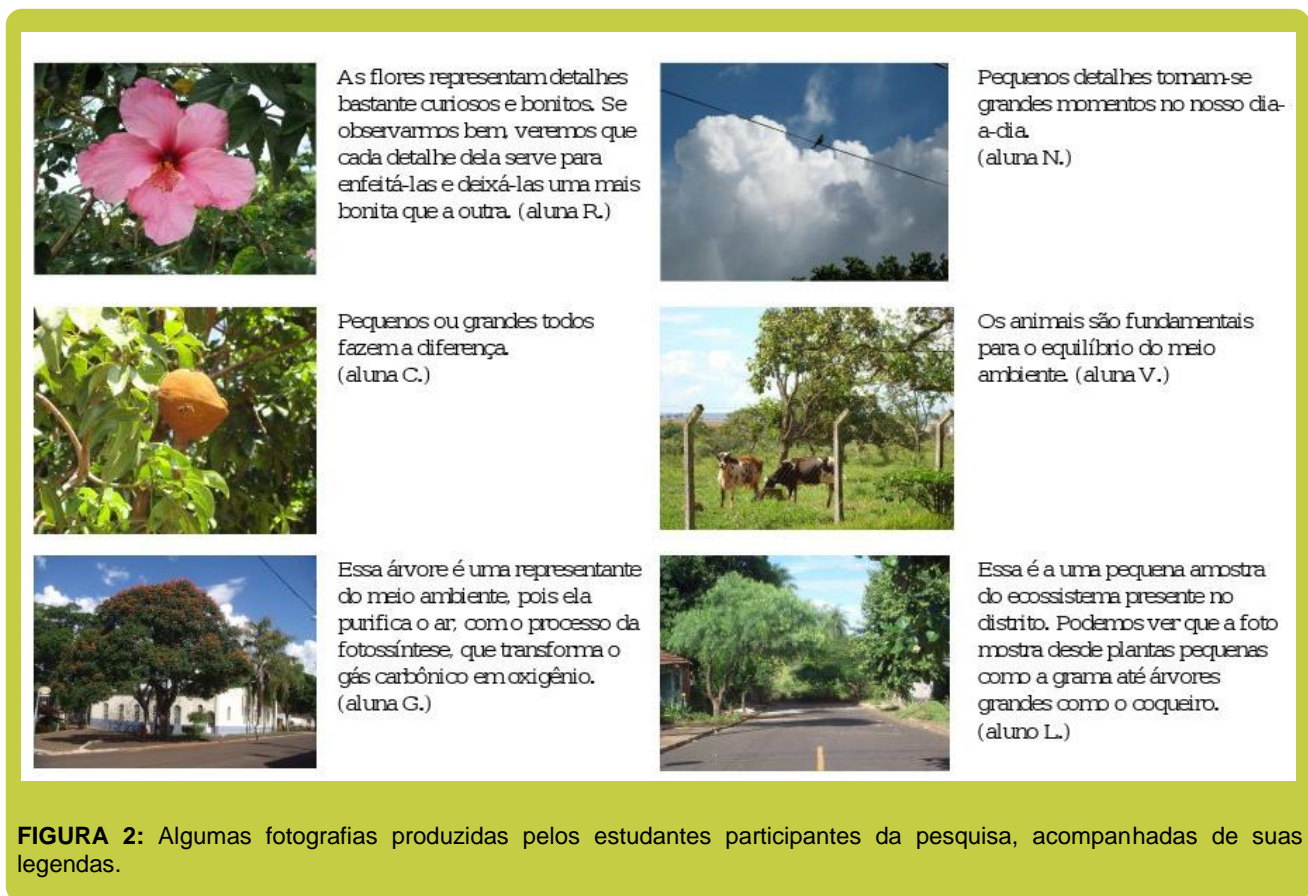 As flores representam detalhes
bastante curiosos e bonitos. Se
observarmos bem, veremos que
cada detalhe dela serve para
enfeitá-las e deixá-las uma mais
bonita que a outra. (aluna R.)
Pequenos detalhes tornam-se
grandes momentos no nosso dia-
a-dia.
(aluna N.)
Pequenos ou grandes todos
fazem a diferença.
(aluna C.)
Os animais são fundamentais
para o equilíbrio do meio
ambiente. (aluna V.)
Essa árvore é uma representante
do meio ambiente, pois ela
purifica o ar, com o processo da
fotossíntese, que transforma o
gás carbônico em oxigênio.
(aluna G.)
Essa é a uma pequena amostra
do ecossistema presente no
distrito. Podemos ver que a foto
mostra desde plantas pequenas
como a grama até árvores
grandes como o coqueiro.
(aluno L.)
FIGURA 2: Algumas fotografias produzidas pelos estudantes participantes da pesquisa, acompanhadas de suas
legendas.